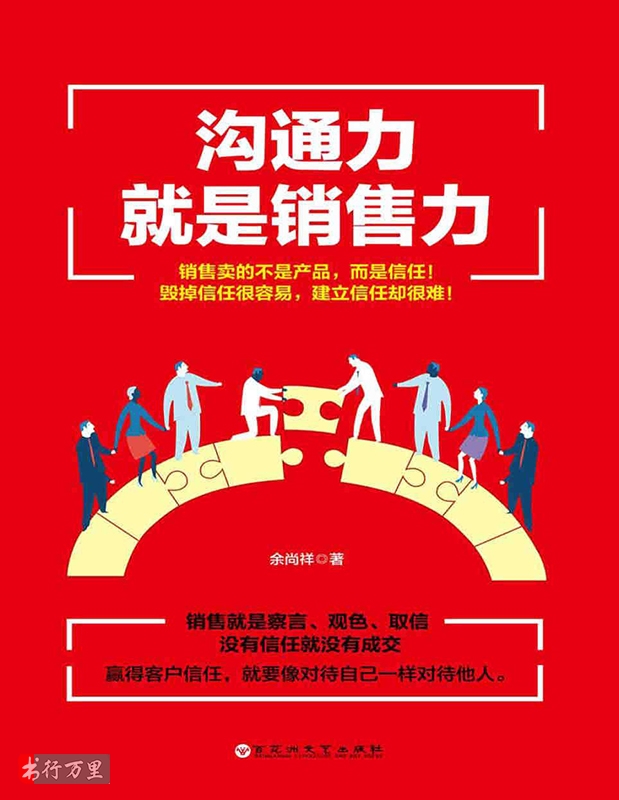 沟通力
就是销售力
销售卖的不是产品，而是信任！
毁掉信任很容易，建立信任却很难！
余尚祥◎著
销售就是察言、观色、取信
没有信任就没有成交
赢得客户信任，就要像对待自己一样对待他人。
百花洲文艺出版社
书行万里